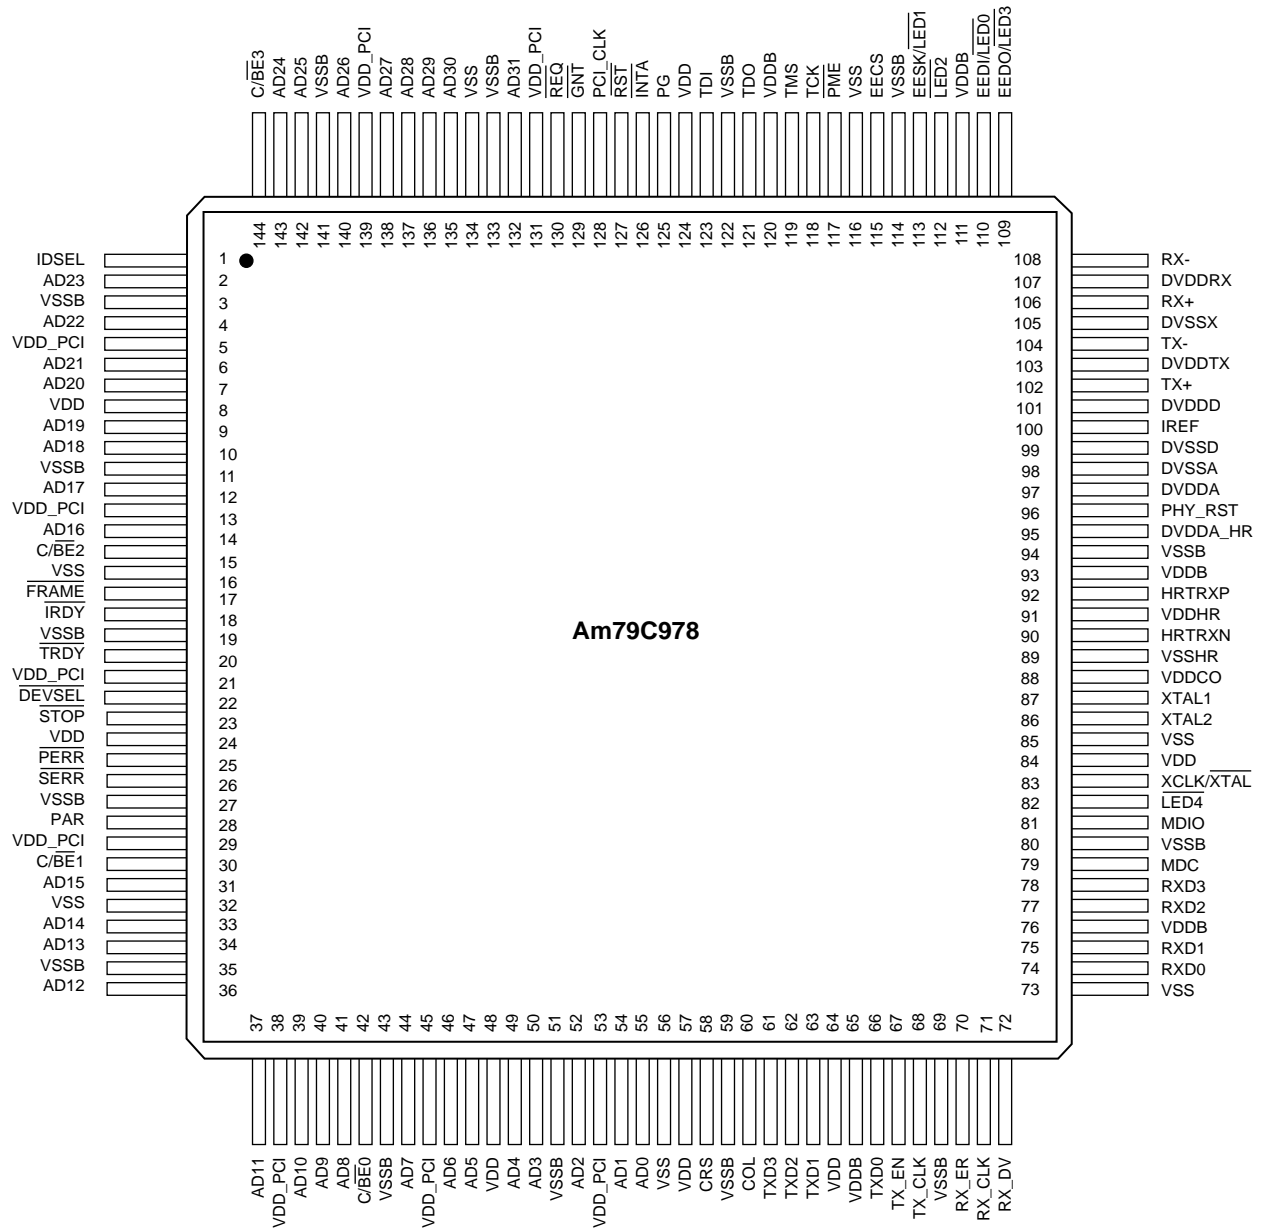 C/BE3
AD24
AD25
VSSB
AD26
VDD_PCI
AD27
AD28
AD29
AD30
VSS
VSSB
AD31
VDD_PCI
REQ
GNT
PCI_CLK
RST
INTA
PG
VDD
TDI
VSSB
TDO
VDDB
TMS
TCK
PME
VSS
EECS
VSSB
EESK/LED1
LED2
VDDB
EEDI/LED0
EEDO/LED3
144
143
142
141
140
139
138
137
136
135
134
133
132
131
130
129
128
127
126
125
124
123
122
121
120
119
118
117
116
115
114
113
112
111
110
109
IDSEL 1
AD23 2
VSSB 3
AD22 4
VDD_PCI 5
AD21 6
AD20 7
VDD 8
AD19 9
AD18 10
VSSB 11
AD17 12
VDD_PCI 13
AD16 14
C/BE2 15
VSS 16
FRAME 17
IRDY 18
VSSB 19
TRDY 20
VDD_PCI 21
DEVSEL 22
STOP 23
VDD 24
PERR 25
SERR 26
VSSB 27
PAR 28
VDD_PCI 29
C/BE1 30
AD15 31
VSS 32
AD14 33
AD13 34
VSSB 35
AD12 36
Am79C978
108 RX-
107 DVDDRX
106 RX+
105 DVSSX
104 TX-
103 DVDDTX
102 TX+
101 DVDDD
100 IREF
99 DVSSD
98 DVSSA
97 DVDDA
96 PHY_RST
95 DVDDA_HR
94 VSSB
93 VDDB
92 HRTRXP
91 VDDHR
90 HRTRXN
89 VSSHR
88 VDDCO
87 XTAL1
86 XTAL2
85 VSS
84 VDD
83 XCLK/XTAL
82 LED4
81 MDIO
80 VSSB
79 MDC
78 RXD3
77 RXD2
76 VDDB
75 RXD1
74 RXD0
73 VSS
37
38
39
40
41
42
43
44
45
46
47
48
49
50
51
52
53
54
55
56
57
58
59
60
61
62
63
64
65
66
67
68
69
70
71
72
AD11
VDD_PCI
AD10
AD9
AD8
C/BE0
VSSB
AD7
VDD_PCI
AD6
AD5
VDD
AD4
AD3
VSSB
AD2
VDD_PCI
AD1
AD0
VSS
VDD
CRS
VSSB
COL
TXD3
TXD2
TXD1
VDD
VDDB
TXD0
TX_EN
TX_CLK
VSSB
RX_ER
RX_CLK
RX_DV